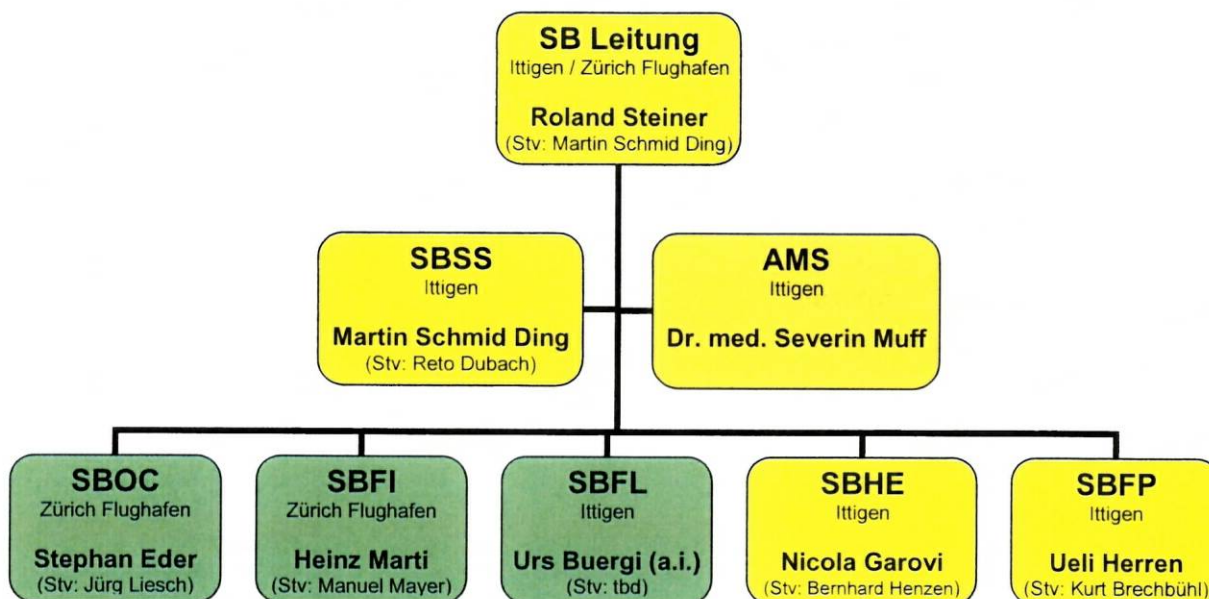 SB Leitung
Ittigen / Zürich Flughafen
Roland Steiner
(Stv: Martin Schmid Ding)
SBSS
Ittigen
Martin Schmid Ding
(Stv: Reto Dubach)
AMS
Ittigen
Dr. med. Severin Muff
SBOC
Zürich Flughafen
Stephan Eder
(Stv: Jürg Liesch)
SBFI
Zürich Flughafen
Heinz Marti
(Stv: Manuel Mayer)
SBFL
Ittigen
Urs Buergi (a.i.)
(Stv: tbd)
SBHE
Ittigen
Nicola Garovi
(Stv: Bernhard Henzen)
SBFP
Ittigen
Ueli Herren
(Stv: Kurt Brechbühl)